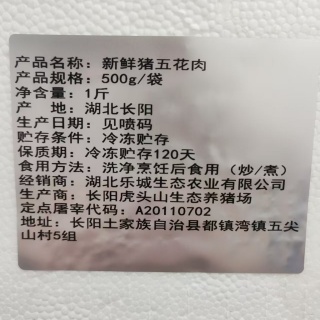 产品名称：新鲜猪五花肉
产品规格：500g/袋
净含量：1斤
产　地：湖北长阳
生产日期：见喷码
贮存条件：冷冻贮存
保质期：冷冻贮存120天
食用方法：洗净烹饪后食用（炒/煮）
经销商：湖北乐城生态农业有限公司
生产商：长阳虎头山生态养猪场
定点屠宰代码：A20110702
地址：长阳土家族自治县都镇湾镇五尖
山村5组